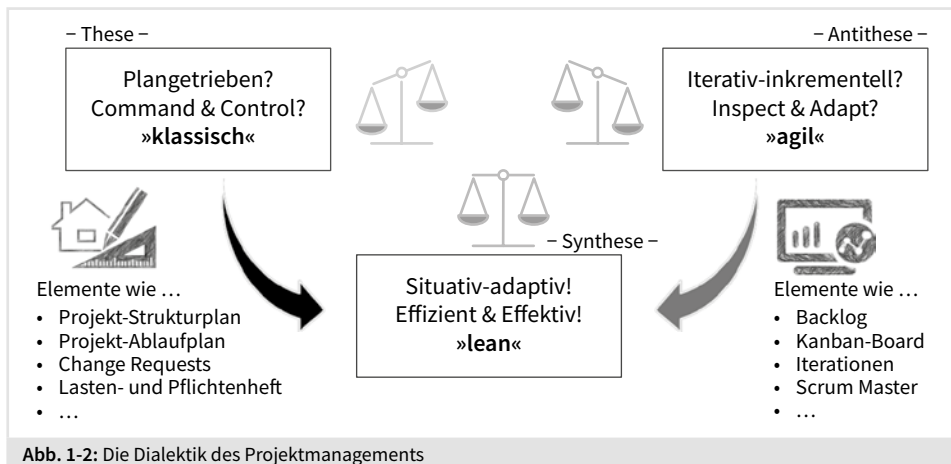 – These –
Plangetrieben?
Command & Control?
»klassisch«
– Antithese –
Iterativ-inkrementell?
Inspect & Adapt?
»agil«
– Synthese –
Situativ-adaptiv!
Effizient & Effektiv!
»lean«
Elemente wie …
• Projekt-Strukturplan
• Projekt-Ablaufplan
• Change Requests
• Lasten- und Pflichtenheft
• …
Elemente wie …
• Backlog
• Kanban-Board
• Iterationen
• Scrum Master
• …
Abb. 1-2: Die Dialektik des Projektmanagements